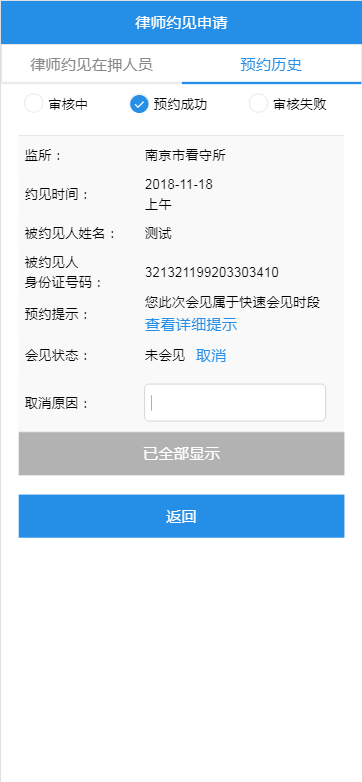 律师约见申请
律师约见在押人员 预约历史
审核中 预约成功 审核失败
监所： 南京市看守所
约见时间： 2018-11-18
上午
被约见人姓名： 测试
被约见人
身份证号码： 321321199203303410
预约提示： 您此次会见属于快速会见时段
查看详细提示
会见状态： 未会见 取消
取消原因：
已全部显示
返回